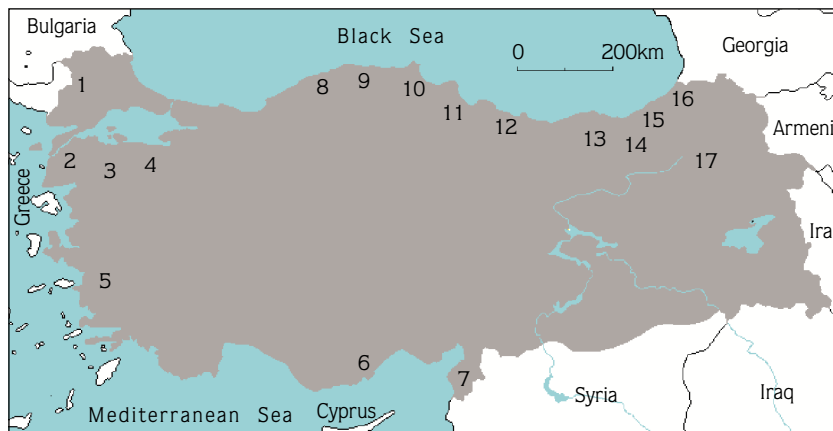 Bulgaria
Black Sea
0 200km
Georgia
1
8
9
10
11
12
13
14
15
16
17
Armeni
2
3
4
Greece
Ira
5
6
7
Syria
Iraq
Mediterranean Sea
Cyprus